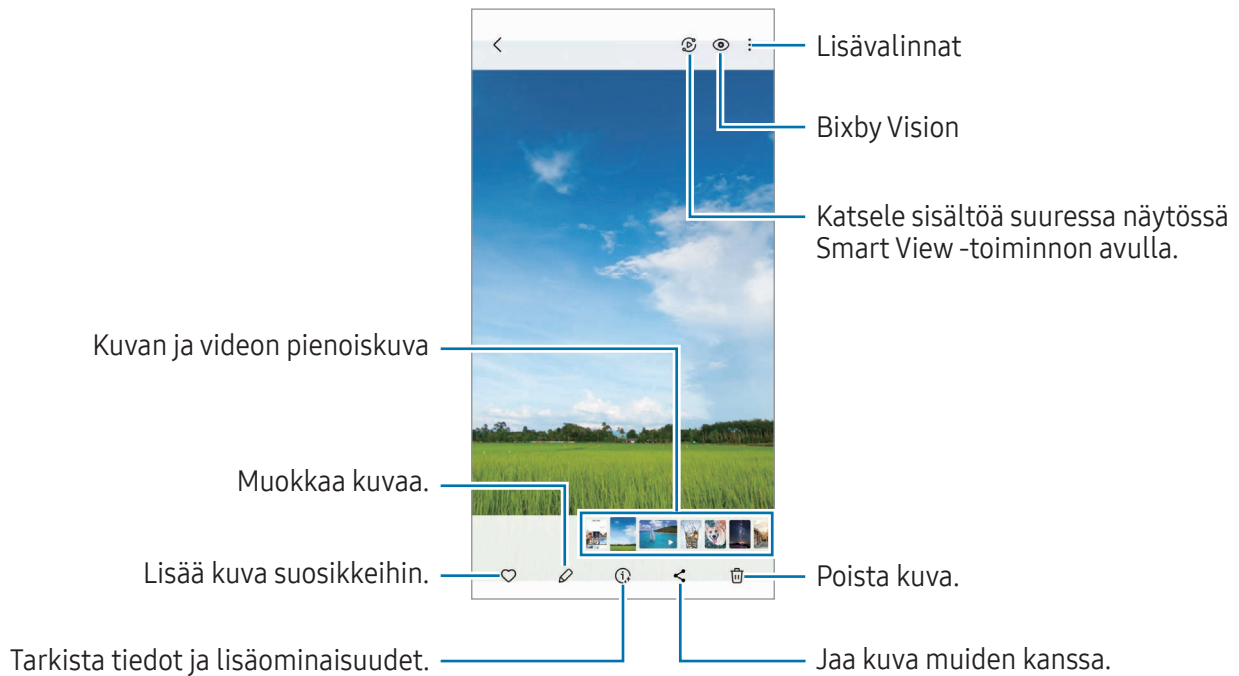 Lisävalinnat
Bixby Vision
Katsele sisältöä suuressa näytössä
Smart View -toiminnon avulla.
Kuvan ja videon pienoiskuva
Muokkaa kuvaa.
Lisää kuva suosikkeihin.
Poista kuva.
Tarkista tiedot ja lisäominaisuudet.
Jaa kuva muiden kanssa.